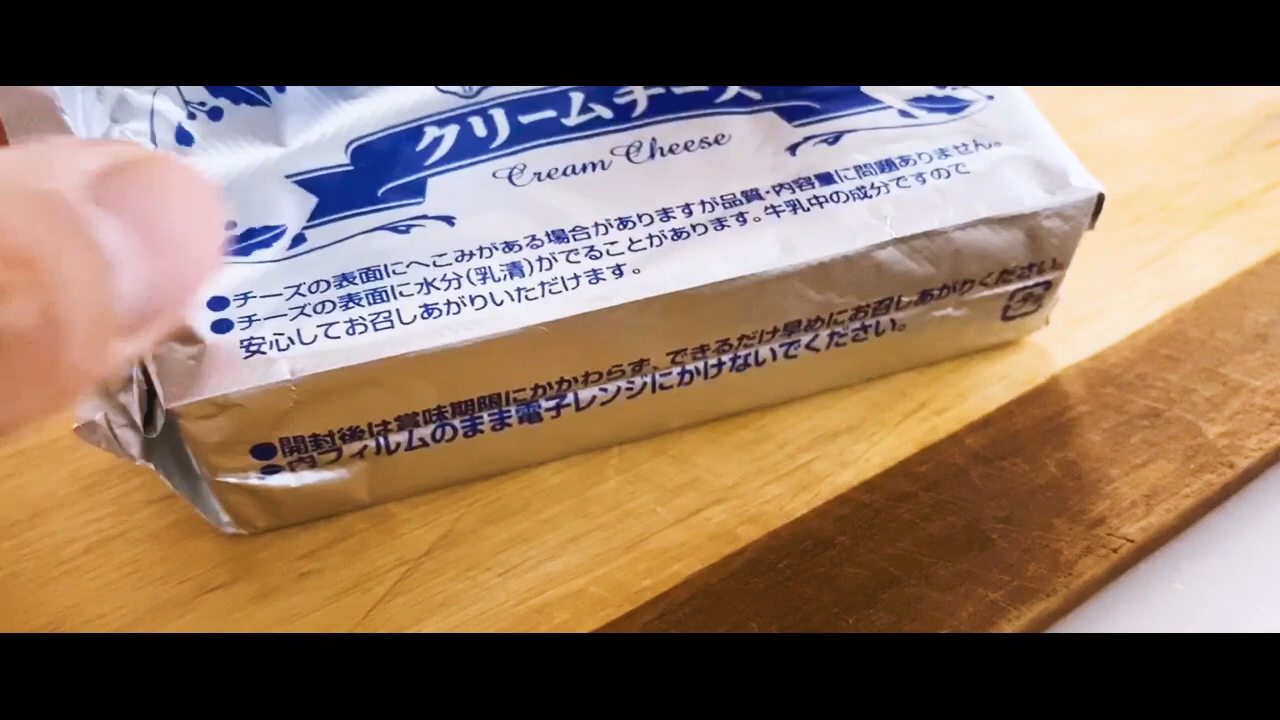 クリームチーズ
Cream Cheese
●チーズの表面にへこみがある場合がありますが品質・内容量に問題ありません。
●チーズの表面に水分(乳清)がでることがあります。牛乳中の成分ですので
安心してお召しあがりいただけます。
●開封後は賞味期限にかかわらず、できるだけ早めにお召しあがりください。
●内フィルムのまま電子レンジにかけないでください。